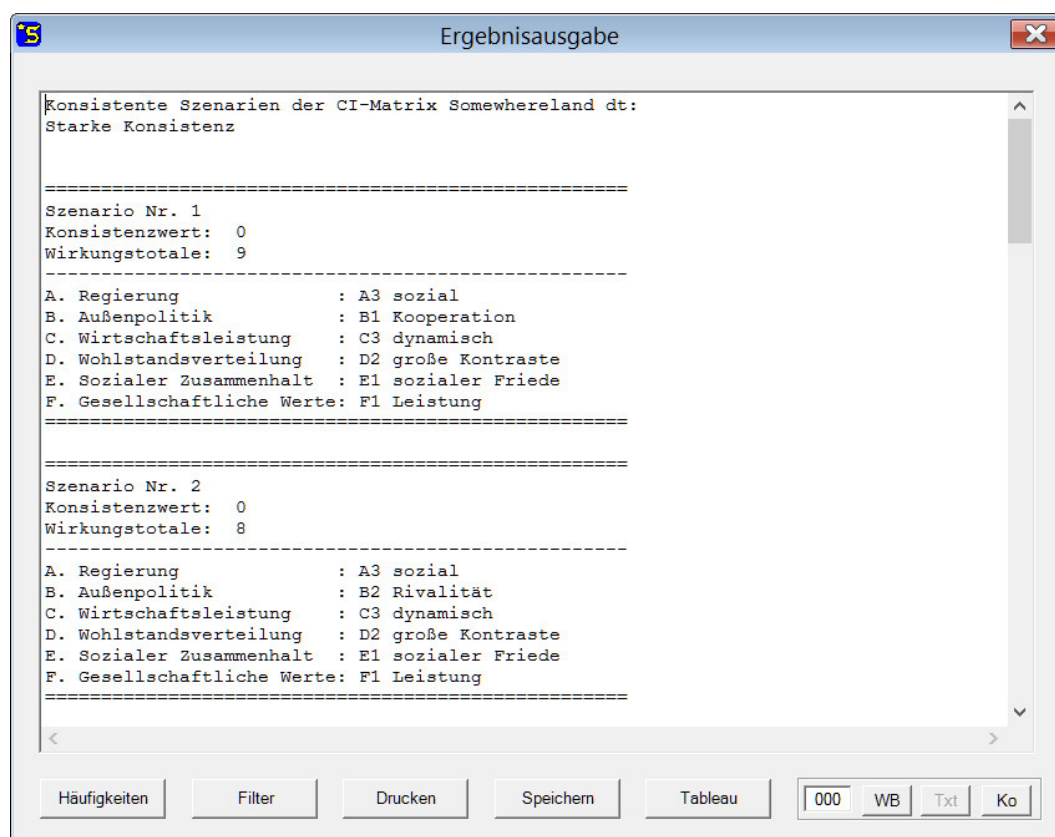 Ergebnisausgabe
Konsistente Szenarien der CI-Matrix Somewhereland dt:
Starke Konsistenz
====================================================
Szenario Nr. 1
Konsistenzwert:  0
Wirkungstotale:  9
----------------------------------------------------
A. Regierung              : A3 sozial
B. Außenpolitik           : B1 Kooperation
C. Wirtschaftsleistung    : C3 dynamisch
D. Wohlstandsverteilung   : D2 große Kontraste
E. Sozialer Zusammenhalt  : E1 sozialer Friede
F. Gesellschaftliche Werte: F1 Leistung
====================================================
====================================================
Szenario Nr. 2
Konsistenzwert:  0
Wirkungstotale:  8
----------------------------------------------------
A. Regierung              : A3 sozial
B. Außenpolitik           : B2 Rivalität
C. Wirtschaftsleistung    : C3 dynamisch
D. Wohlstandsverteilung   : D2 große Kontraste
E. Sozialer Zusammenhalt  : E1 sozialer Friede
F. Gesellschaftliche Werte: F1 Leistung
====================================================
Häufigkeiten Filter Drucken Speichern Tableau 000 WB Txt Ko